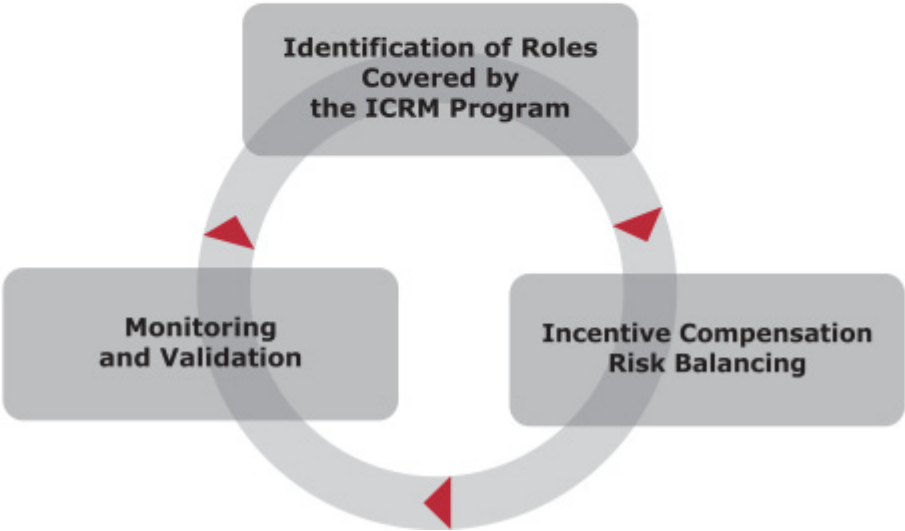 Identification of Roles
Covered by
the ICRM Program
Monitoring
and Validation
Incentive Compensation
Risk Balancing